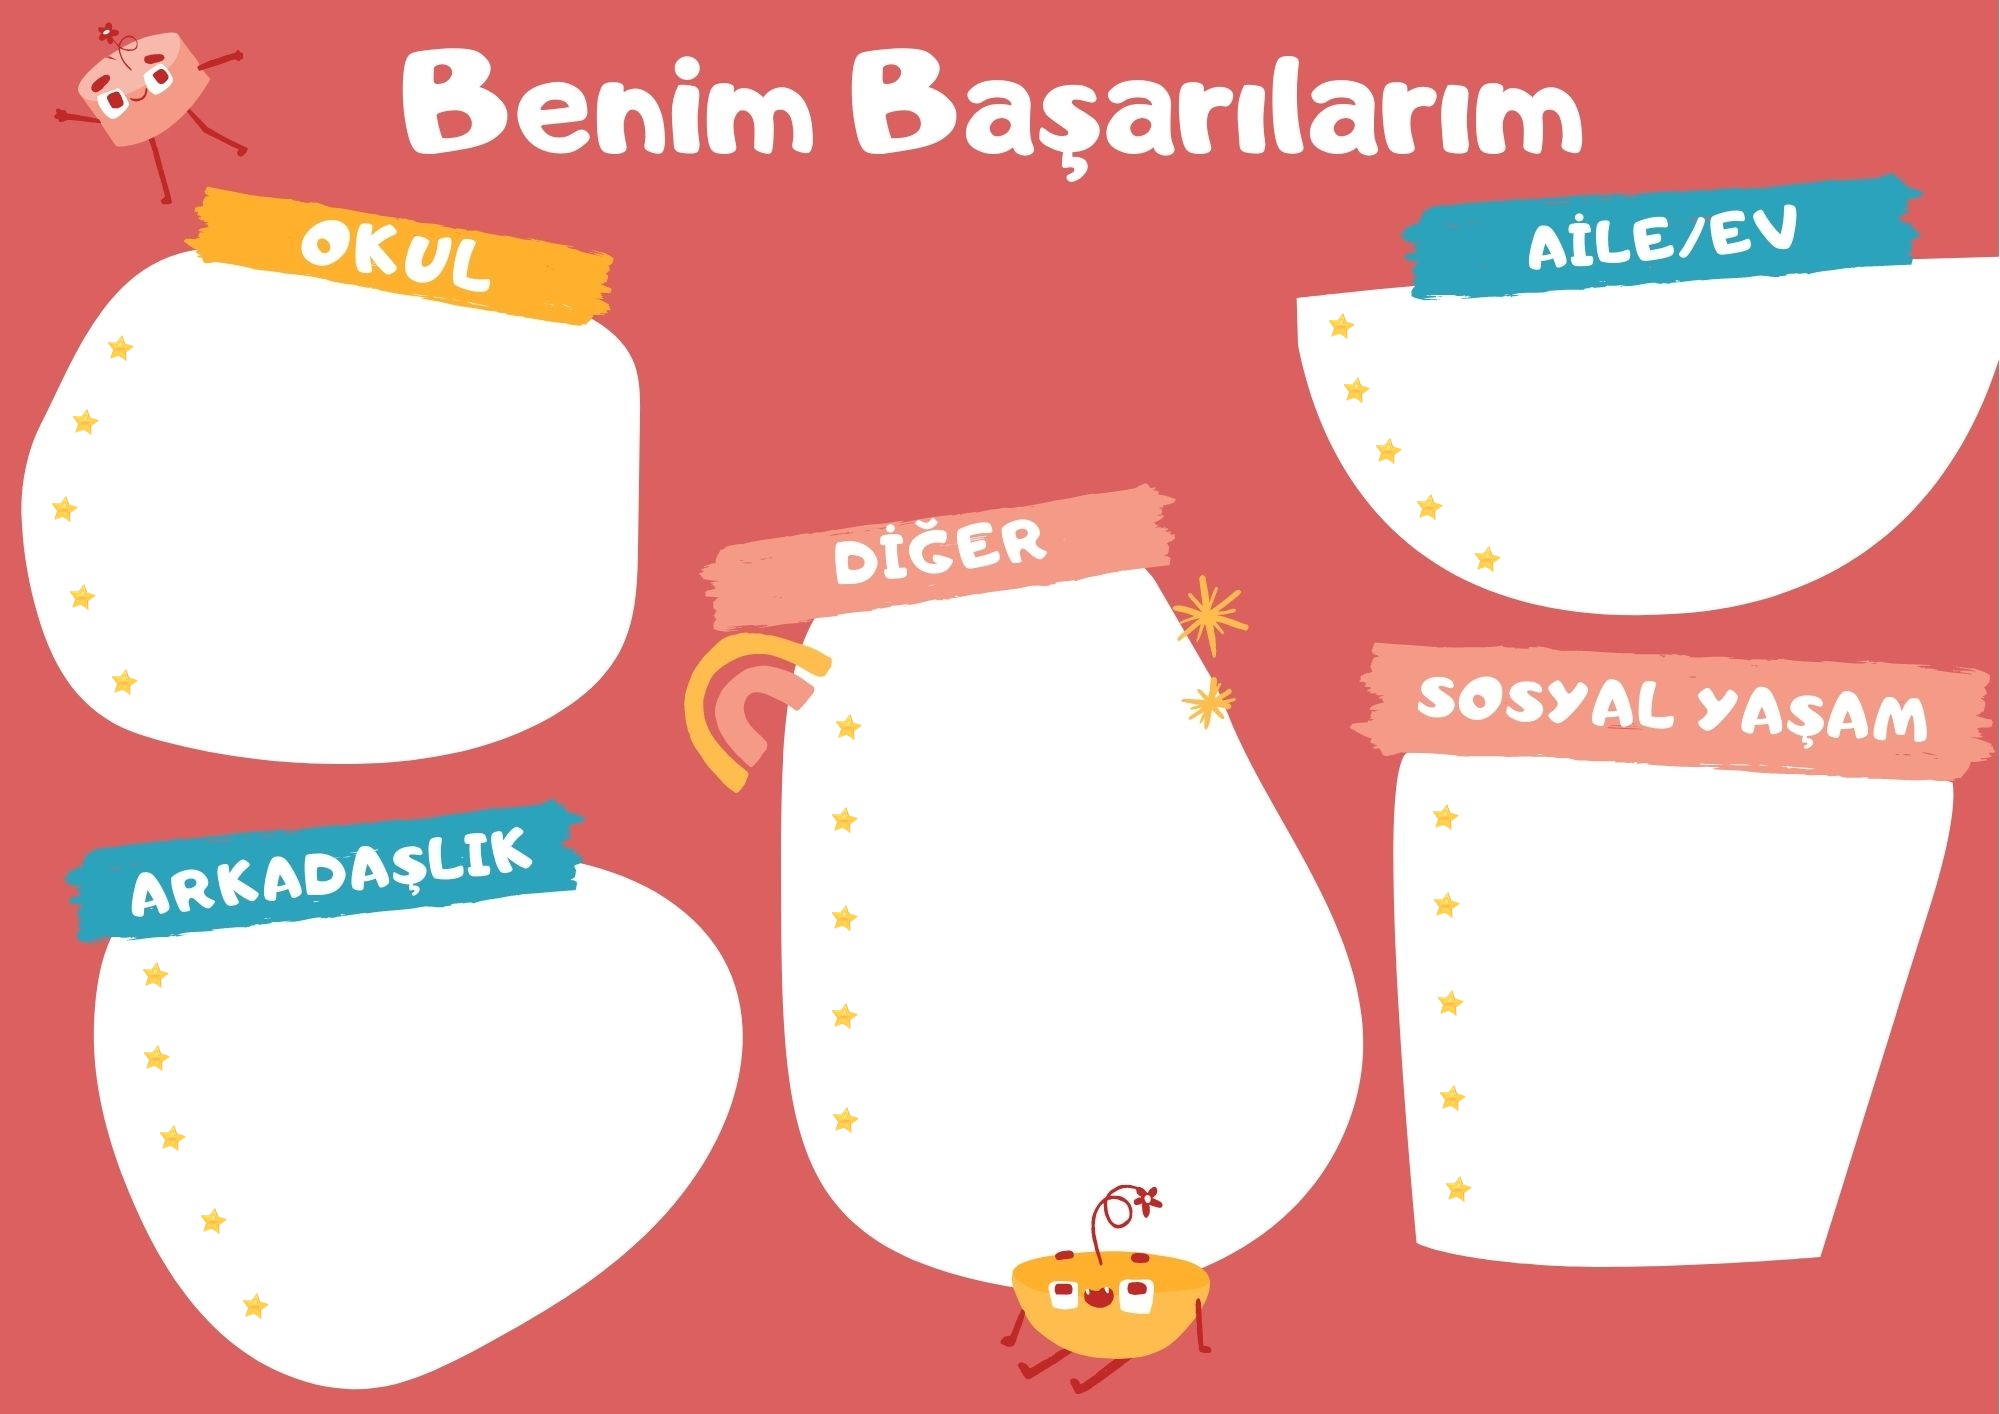 Benim Başarılarım
OKUL
AİLE/EV
DİĞER
SOSYAL YAŞAM
ARKADAŞLIK